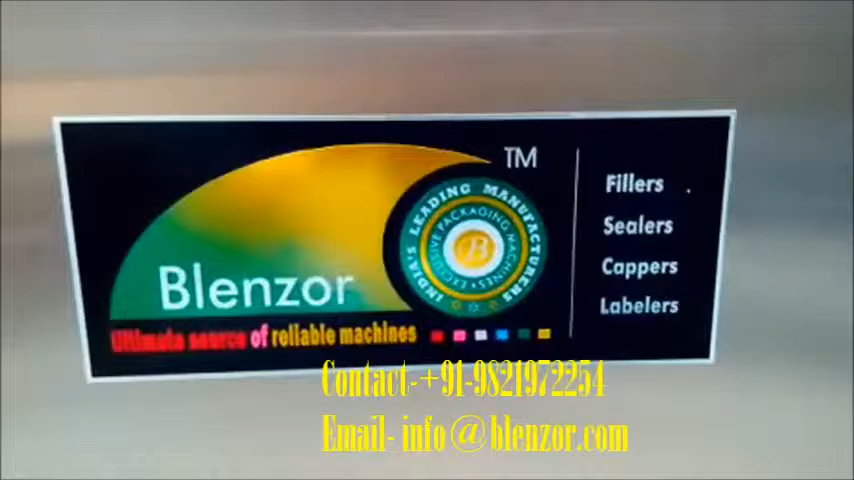 TM
INDIA'S LEADING MANUFACTURERS
EXCLUSIVE PACKAGING MACHINES
B
Blenzor
Ultimate source of reliable machines
Fillers
Sealers
Cappers
Labelers
Contact-+91-9821972254
Email- info@blenzor.com